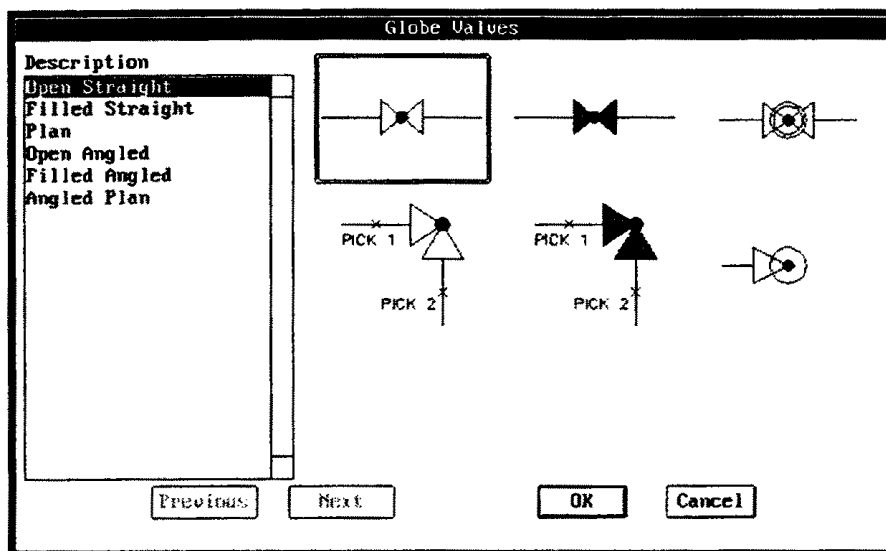 Globe Valves
Description
Open Straight
Filled Straight
Plan
Open Angled
Filled Angled
Angled Plan
PICK 1
PICK 2
PICK 1
PICK 2
Previous
Next
OK
Cancel